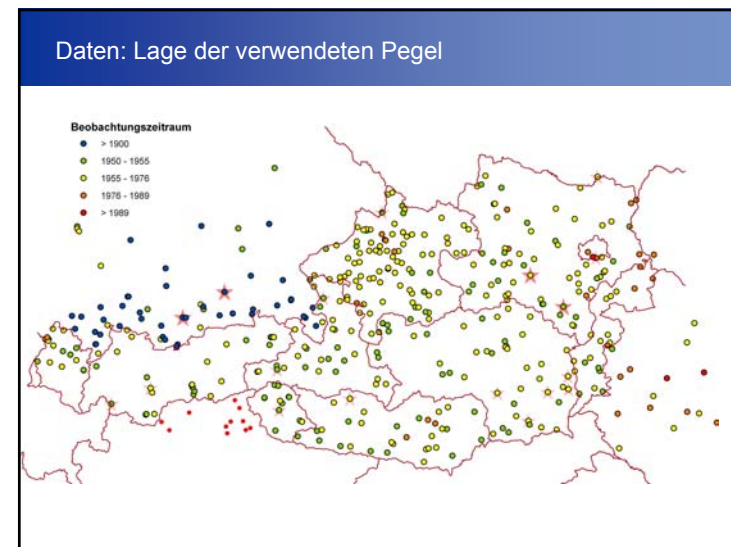 Daten: Lage der verwendeten Pegel
Beobachtungszeitraum
> 1900
1950 - 1955
1955 - 1976
1976 - 1989
> 1989